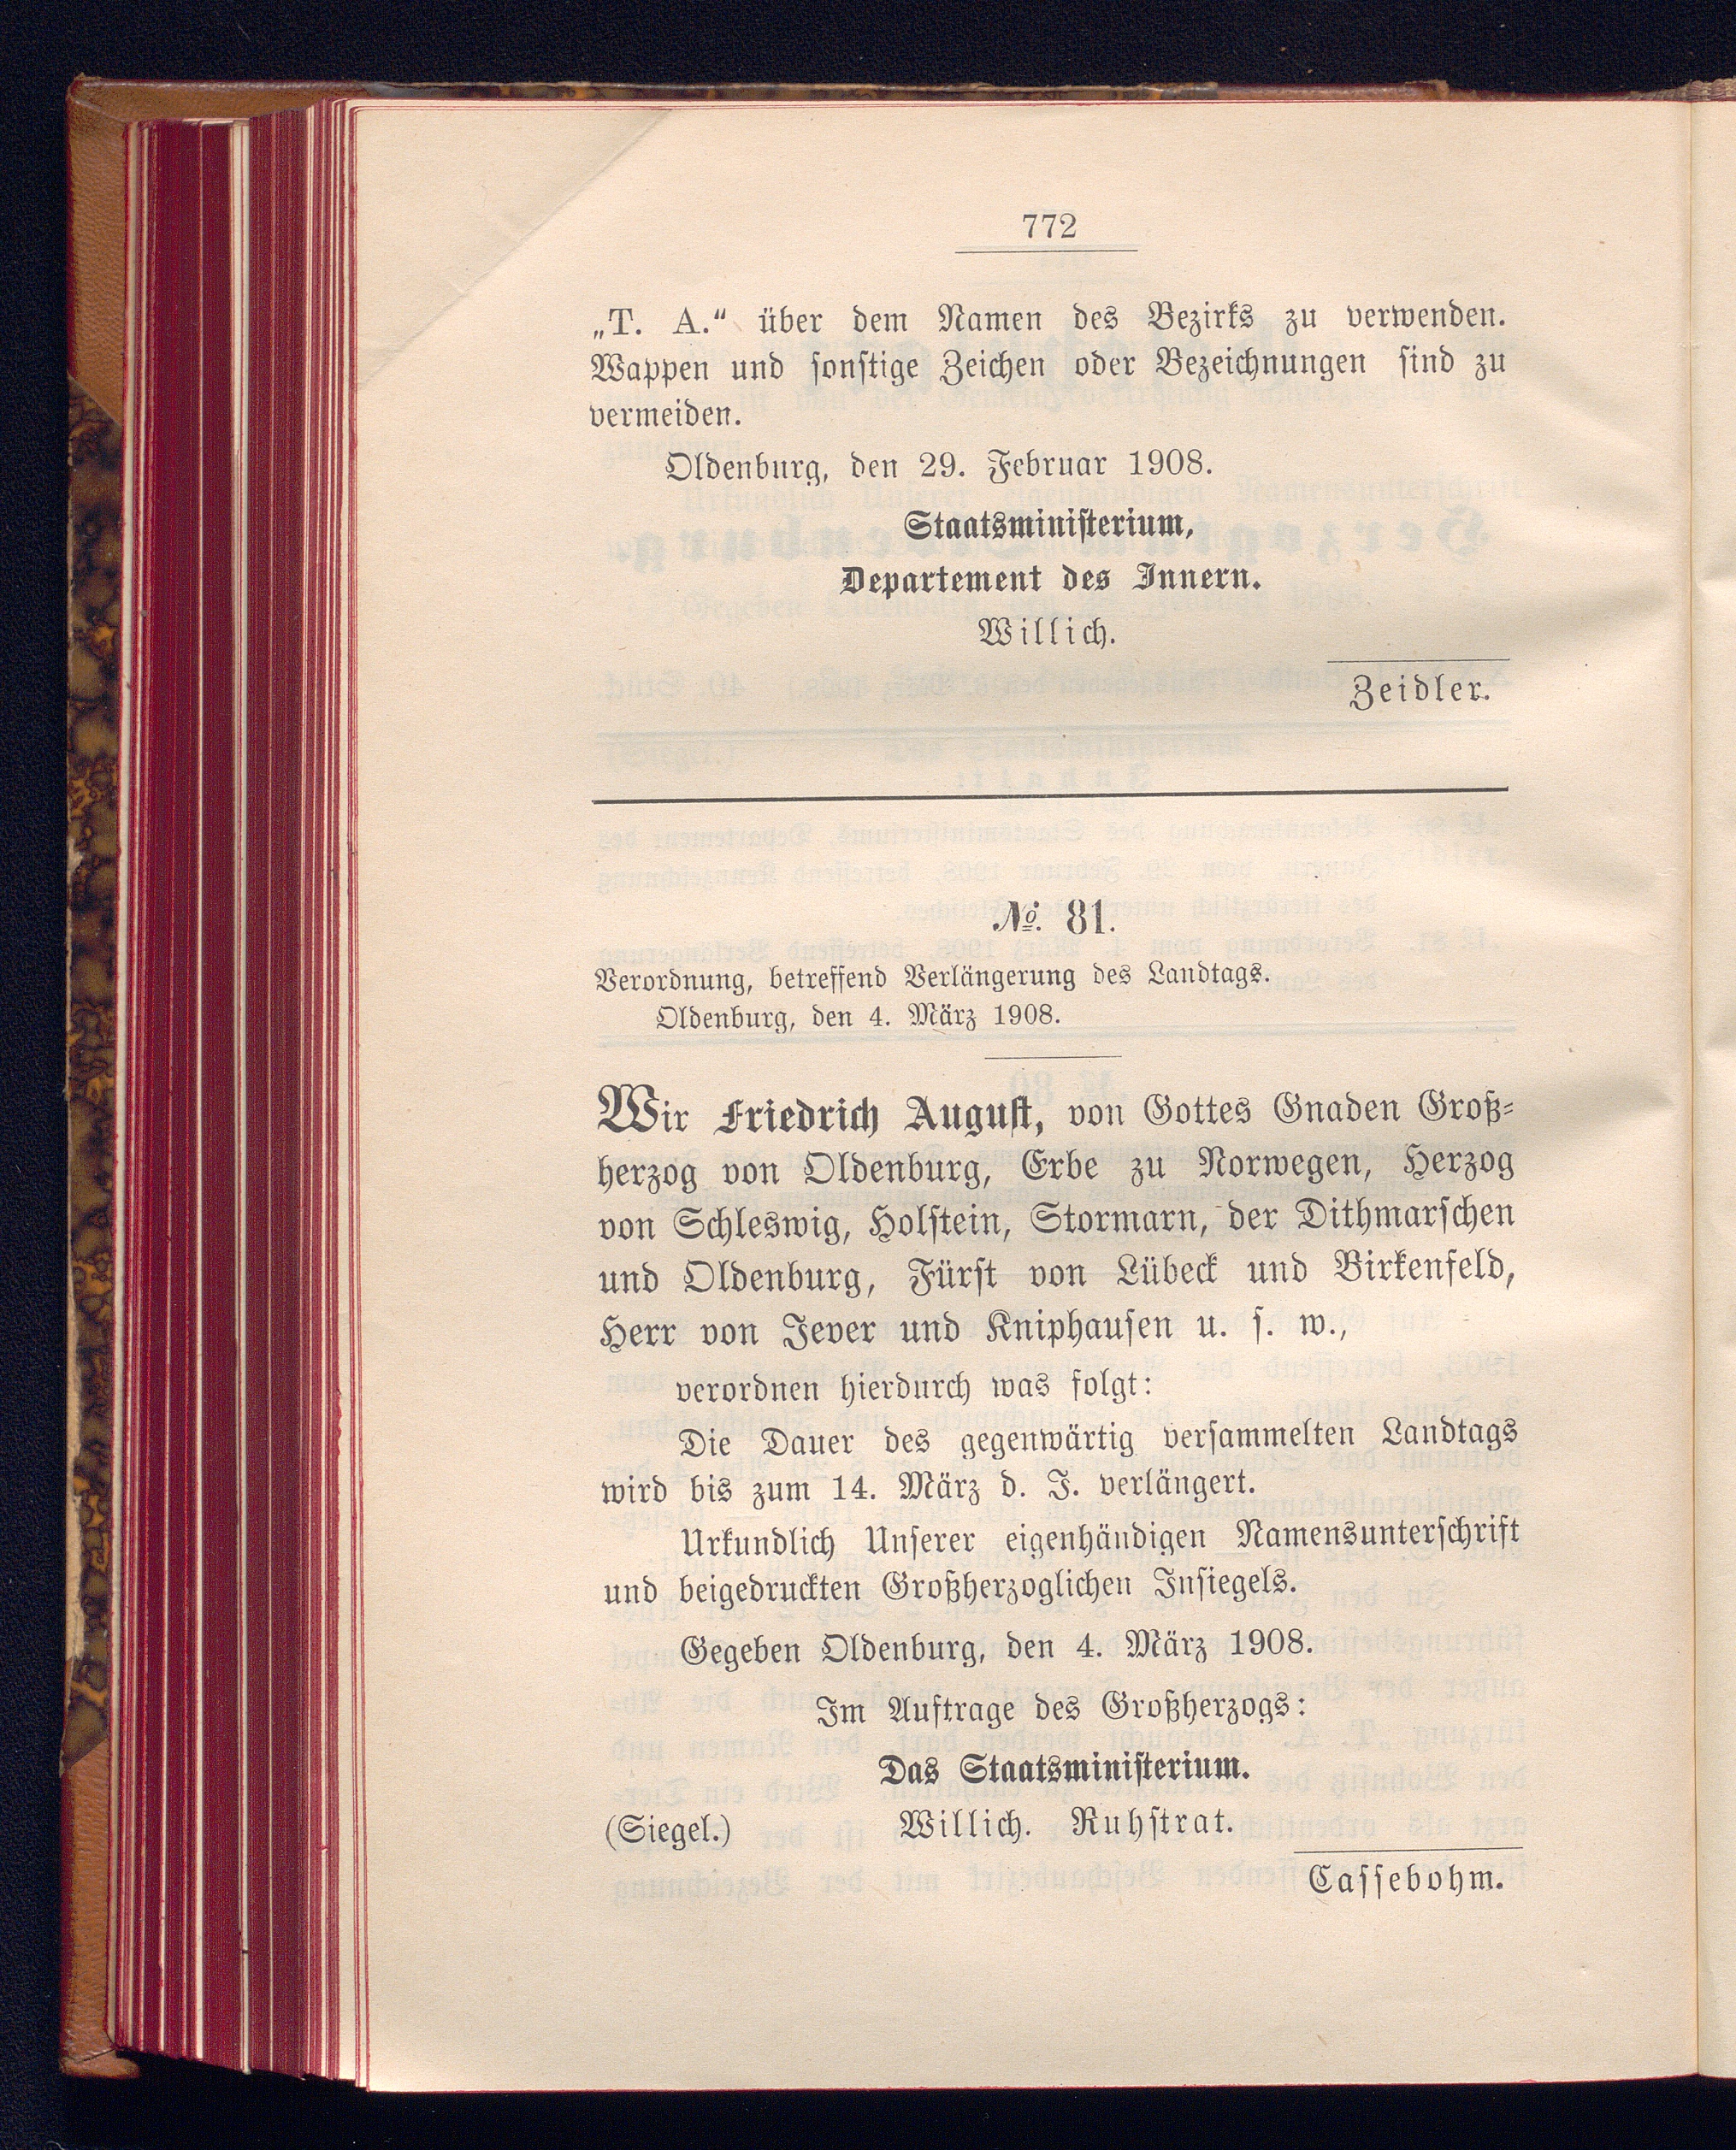 772
„T. A.“ über dem Namen des Bezirks zu verwenden.
Wappen und sonstige Zeichen oder Bezeichnungen sind zu
vermeiden.
Oldenburg, den 29. Februar 1908.
Staatsministerium,
Departement des Innern.
Willich.
Zeidler.
№. 81.
Verordnung, betreffend Verlängerung des Landtags.
Oldenburg, den 4. März 1908.
Wir Friedrich August, von Gottes Gnaden Groß-
herzog von Oldenburg, Erbe zu Norwegen, Herzog
von Schleswig, Holstein, Stormarn, der Dithmarschen
und Oldenburg, Fürst von Lübeck und Birkenfeld,
Herr von Jever und Kniphausen u. s. w.,
verordnen hierdurch was folgt:
Die Dauer des gegenwärtig versammelten Landtags
wird bis zum 14. März d. J. verlängert.
Urkundlich Unserer eigenhändigen Namensunterschrift
und beigedruckten Großherzoglichen Insiegels.
Gegeben Oldenburg, den 4. März 1908.
Im Auftrage des Großherzogs:
Das Staatsministerium.
(Siegel.) Willich. Ruhstrat.
Cassebohm.